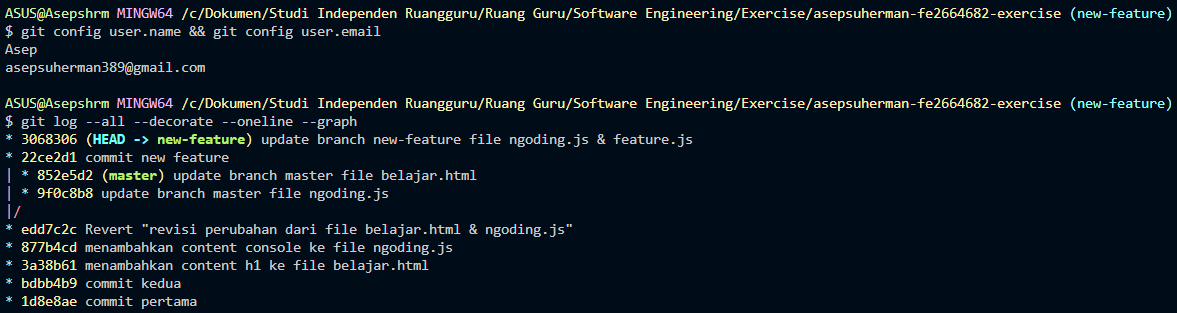 ASUS@Asepshrm MINGW64 /c/Dokumen/Studi Independen Ruangguru/Ruang Guru/Software Engineering/Exercise/asepsuherman-fe2664682-exercise (new-feature)
$ git config user.name && git config user.email
Asep
asepsuherman389@gmail.com

ASUS@Asepshrm MINGW64 /c/Dokumen/Studi Independen Ruangguru/Ruang Guru/Software Engineering/Exercise/asepsuherman-fe2664682-exercise (new-feature)
$ git log --all --decorate --oneline --graph
* 3068306 (HEAD -> new-feature) update branch new-feature file ngoding.js & feature.js
* 22ce2d1 commit new feature
| * 852e5d2 (master) update branch master file belajar.html
| * 9f0c8b8 update branch master file ngoding.js
|/
* edd7c2c Revert "revisi perubahan dari file belajar.html & ngoding.js"
* 877b4cd menambahkan content console ke file ngoding.js
* 3a38b61 menambahkan content h1 ke file belajar.html
* bdbb4b9 commit kedua
* 1d8e8ae commit pertama